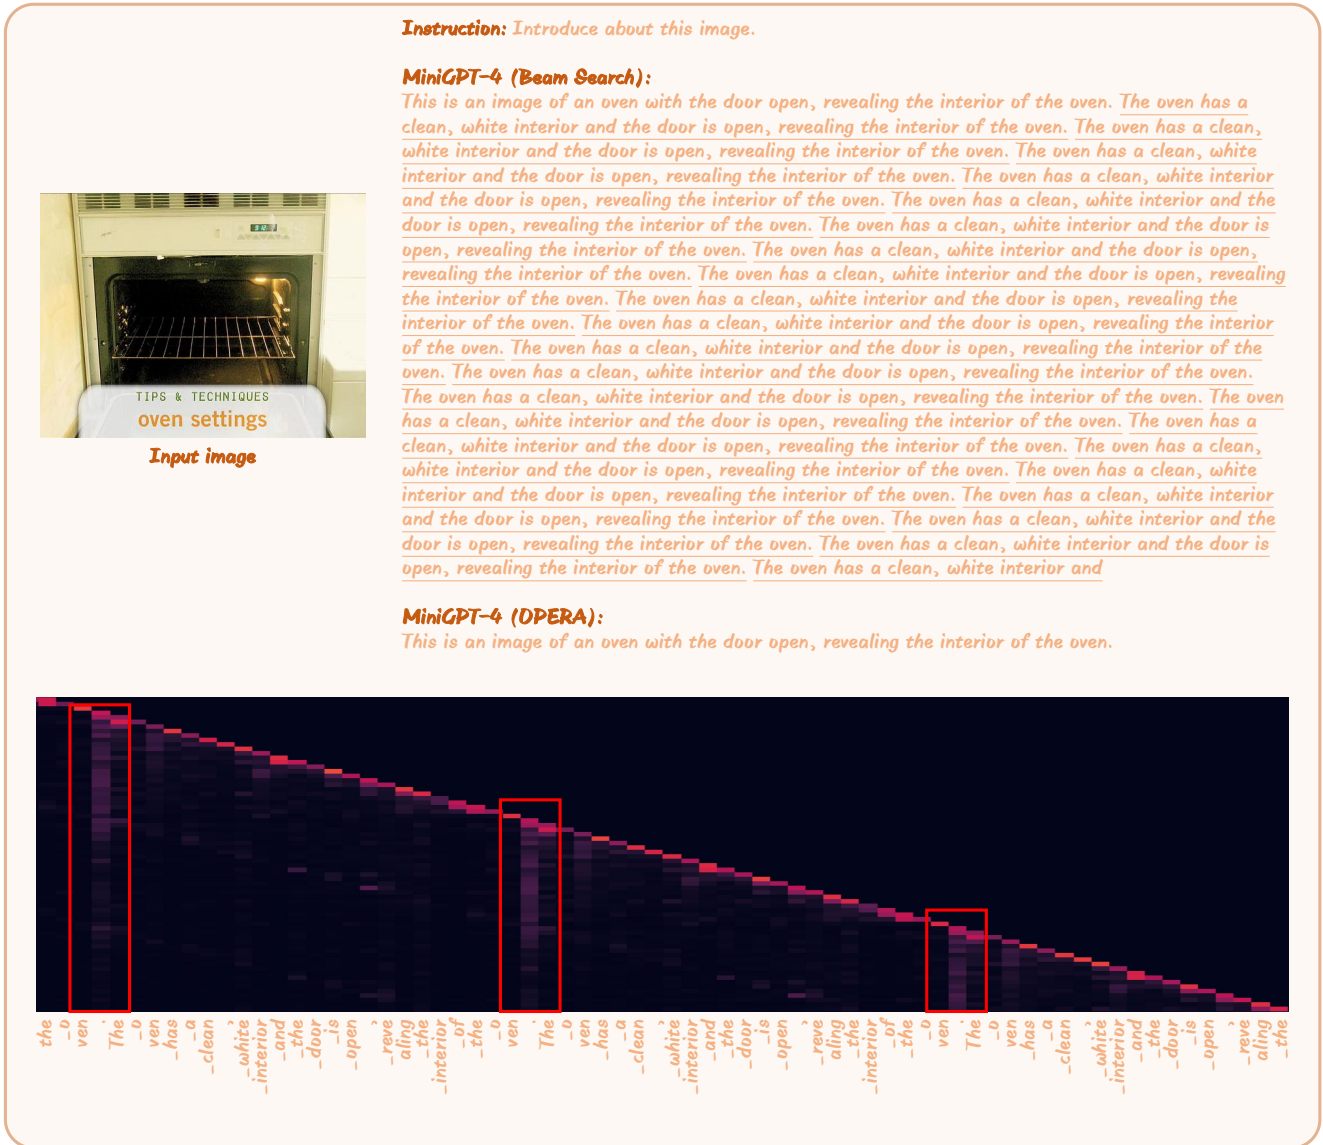 Instruction: Introduce about this image.
MiniGPT-4 (Beam Search):
This is an image of an oven with the door open, revealing the interior of the oven. The oven has a
clean, white interior and the door is open, revealing the interior of the oven. The oven has a clean,
white interior and the door is open, revealing the interior of the oven. The oven has a clean, white
interior and the door is open, revealing the interior of the oven. The oven has a clean, white interior
and the door is open, revealing the interior of the oven. The oven has a clean, white interior and the
door is open, revealing the interior of the oven. The oven has a clean, white interior and the door is
open, revealing the interior of the oven. The oven has a clean, white interior and the door is open,
revealing the interior of the oven. The oven has a clean, white interior and the door is open, revealing
the interior of the oven. The oven has a clean, white interior and the door is open, revealing the
interior of the oven. The oven has a clean, white interior and the door is open, revealing the interior
of the oven. The oven has a clean, white interior and the door is open, revealing the interior of the
oven. The oven has a clean, white interior and the door is open, revealing the interior of the oven.
The oven has a clean, white interior and the door is open, revealing the interior of the oven. The oven
has a clean, white interior and the door is open, revealing the interior of the oven. The oven has a
clean, white interior and the door is open, revealing the interior of the oven. The oven has a clean,
white interior and the door is open, revealing the interior of the oven. The oven has a clean, white
interior and the door is open, revealing the interior of the oven. The oven has a clean, white interior
and the door is open, revealing the interior of the oven. The oven has a clean, white interior and the
door is open, revealing the interior of the oven. The oven has a clean, white interior and the door is
open, revealing the interior of the oven. The oven has a clean, white interior and
TIPS & TECHNIQUES
oven settings
Input image
MiniGPT-4 (OPERA):
This is an image of an oven with the door open, revealing the interior of the oven.
the
_o
ven
.
The
_o
ven
_has
_a
_clean
,
_white
_interior
_and
_the
_door
_is
_open
,
_reve
aling
_the
_interior
_of
_the
_o
ven
.
The
_o
ven
_has
_a
_clean
,
_white
_interior
_and
_the
_door
_is
_open
,
_reve
aling
_the
_interior
_of
_the
_o
ven
.
The
_o
ven
_has
_a
_clean
,
_white
_interior
_and
_the
_door
_is
_open
,
_reve
aling
_the